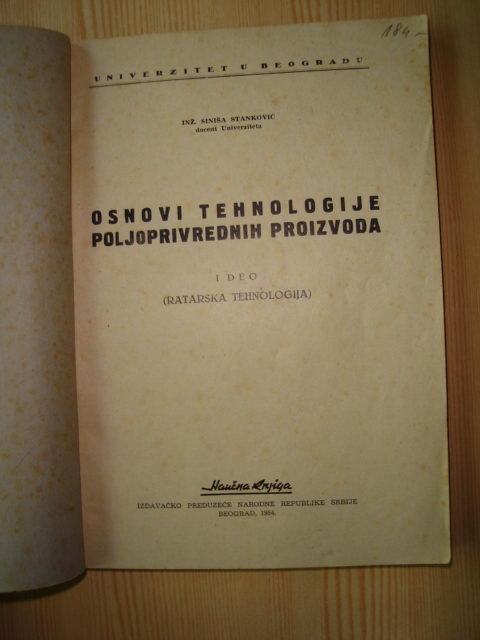 184.-
UNIVERZITET U BEOGRADU
INŽ. SINIŠA STANKOVIĆ
docent Univerziteta
OSNOVI TEHNOLOGIJE
POLJOPRIVREDNIH PROIZVODA
I DEO
(RATARSKA TEHNOLOGIJA)
Naučna knjiga
IZDAVAČKO PREDUZEĆE NARODNE REPUBLIKE SRBIJE
BEOGRAD, 1954.